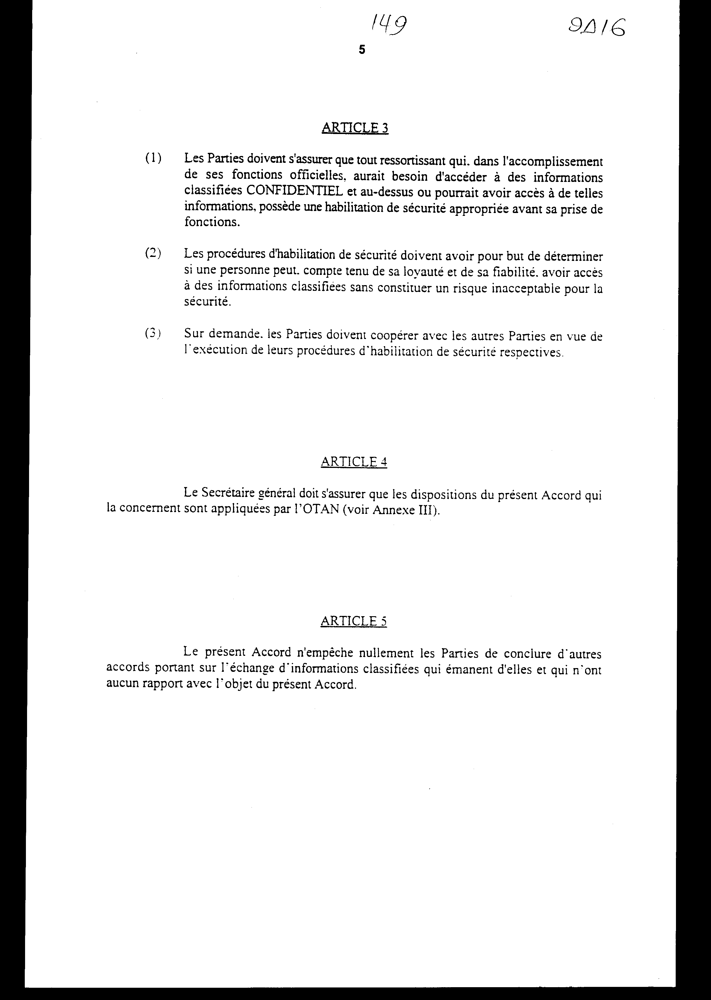 149
9D16
5
ARTICLE 3
(1) Les Parties doivent s'assurer que tout ressortissant qui. dans l'accomplissement
de ses fonctions officielles, aurait besoin d'accéder à des informations
classifiées CONFIDENTIEL et au-dessus ou pourrait avoir accès à de telles
informations, possède une habilitation de sécurité appropriée avant sa prise de
fonctions.
(2) Les procédures d'habilitation de sécurité doivent avoir pour but de déterminer
si une personne peut. compte tenu de sa loyauté et de sa fiabilité. avoir accès
à des informations classifiées sans constituer un risque inacceptable pour la
sécurité.
(3) Sur demande. les Parties doivent coopérer avec les autres Parties en vue de
l'exécution de leurs procédures d'habilitation de sécurité respectives.
ARTICLE 4
Le Secrétaire général doit s'assurer que les dispositions du présent Accord qui
la concernent sont appliquées par l'OTAN (voir Annexe III).
ARTICLE 5
Le présent Accord n'empêche nullement les Parties de conclure d'autres
accords portant sur l'échange d'informations classifiées qui émanent d'elles et qui n'ont
aucun rapport avec l'objet du présent Accord.